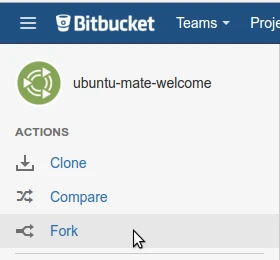 Bitbucket Teams Proje
ubuntu-mate-welcome
ACTIONS
Clone
Compare
Fork